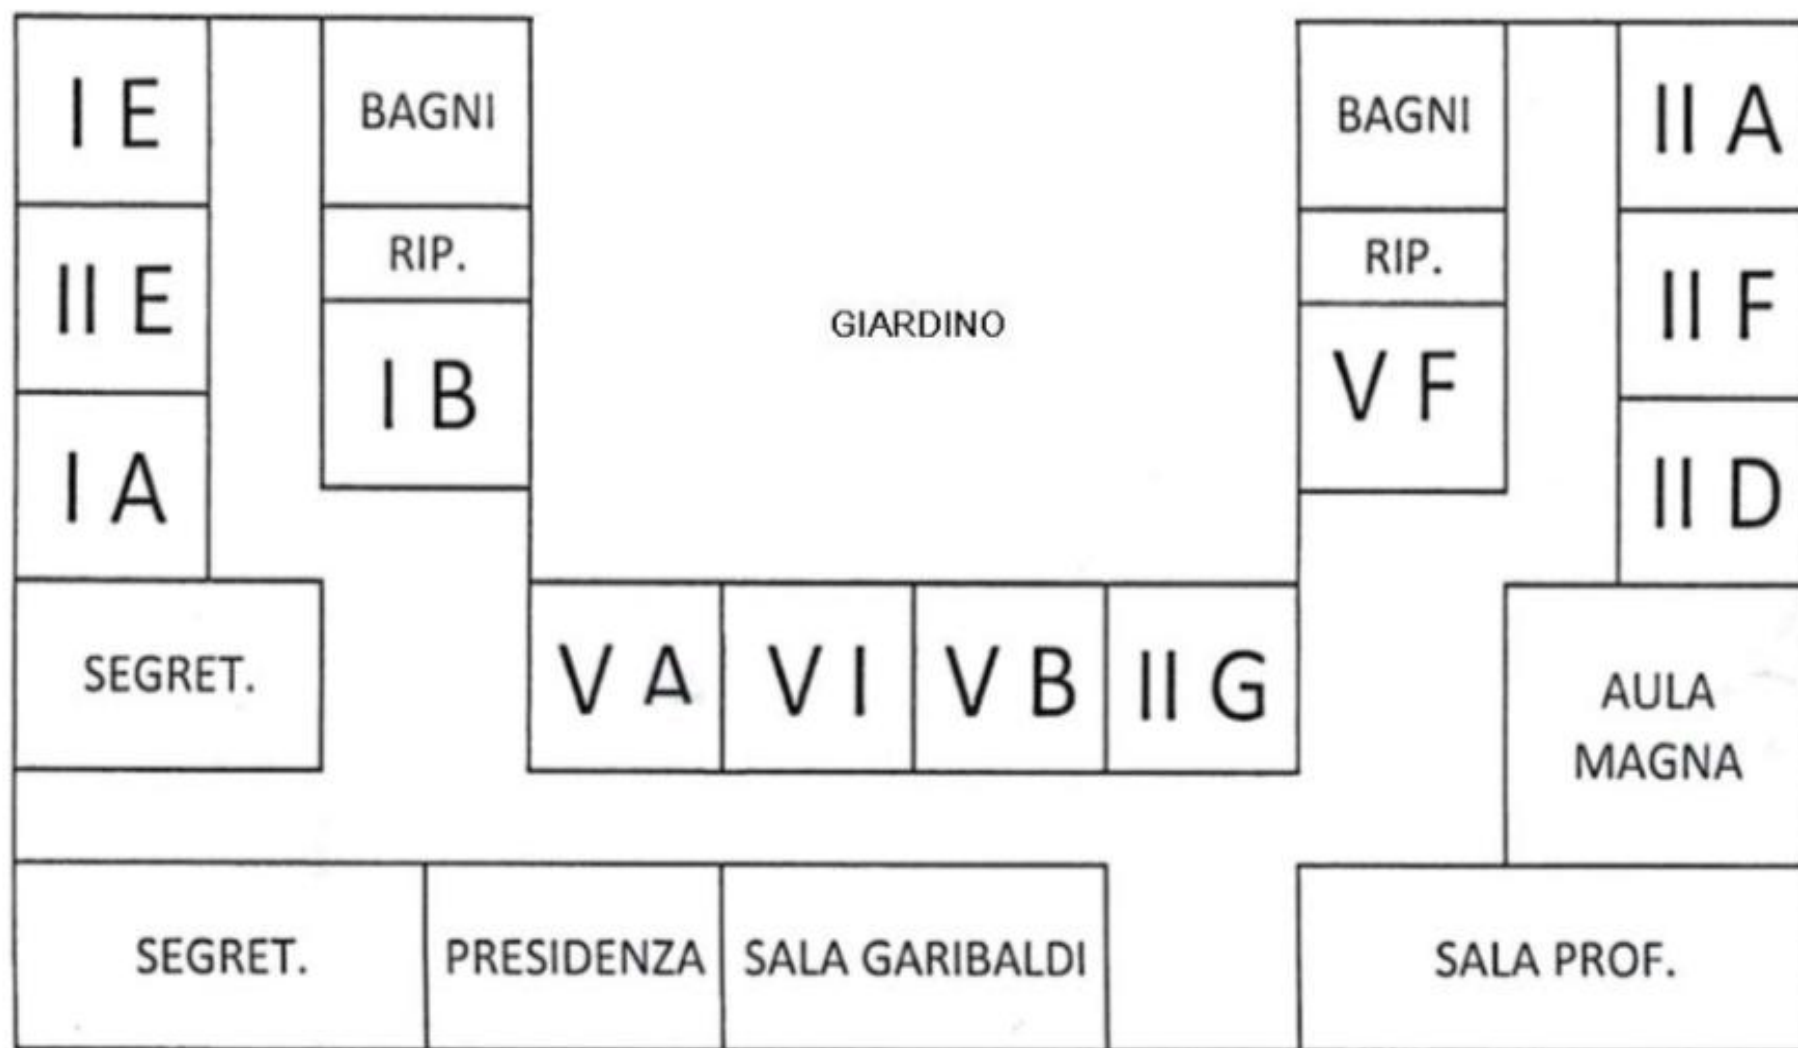 I E
BAGNI
BAGNI
II A
II E
RIP.
RIP.
II F
GIARDINO
I B
V F
I A
II D
SEGRET.
V A
V I
V B
II G
AULA
MAGNA
SEGRET.
PRESIDENZA
SALA GARIBALDI
SALA PROF.